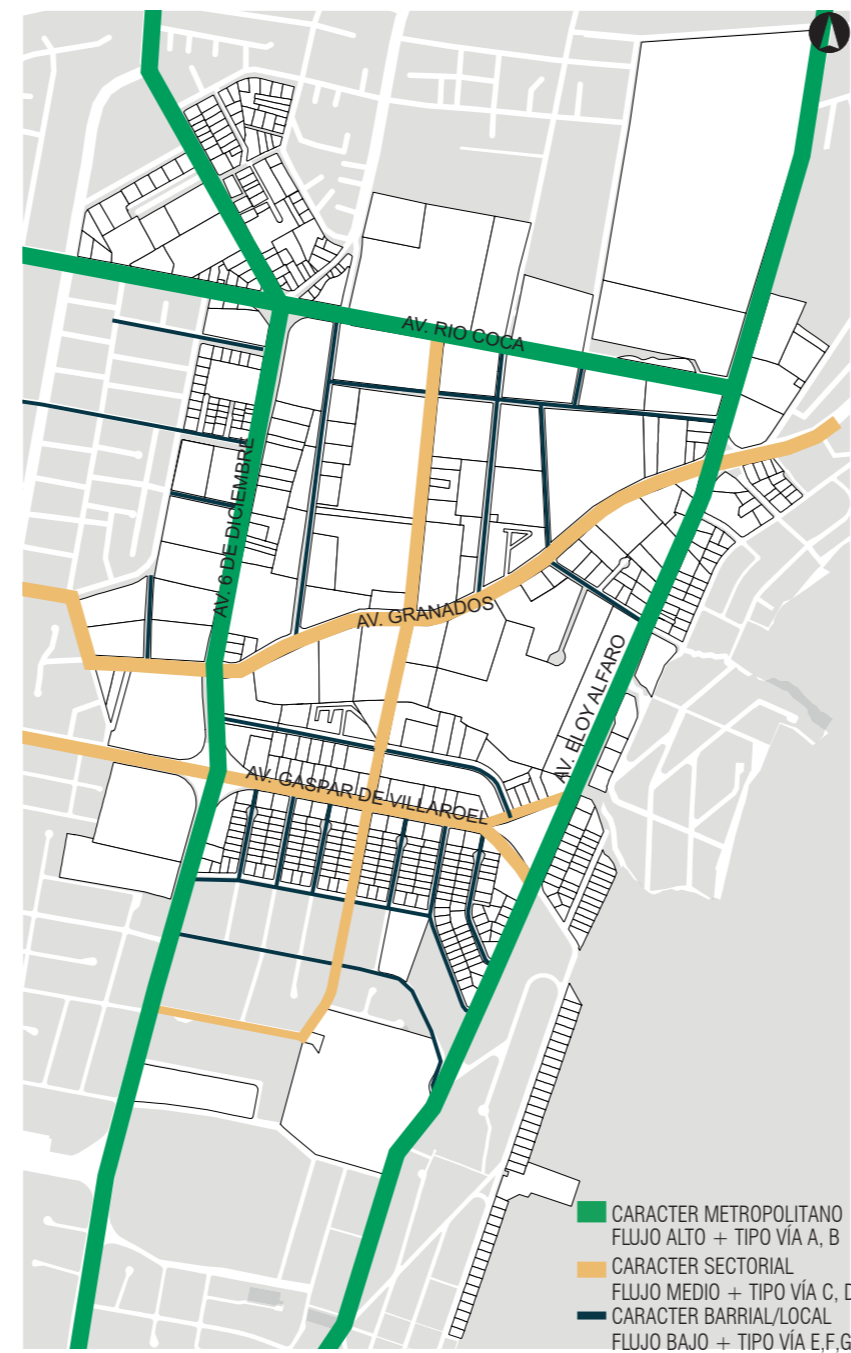 AV. RIO COCA
AV. 6 DE DICIEMBRE
AV. GRANADOS
AV. ELOY ALFARO
AV. GASPAR DE VILLAROEL
CARACTER METROPOLITANO
FLUJO ALTO + TIPO VÍA A, B
CARACTER SECTORIAL
FLUJO MEDIO + TIPO VÍA C, D
CARACTER BARRIAL/LOCAL
FLUJO BAJO + TIPO VÍA E,F,G